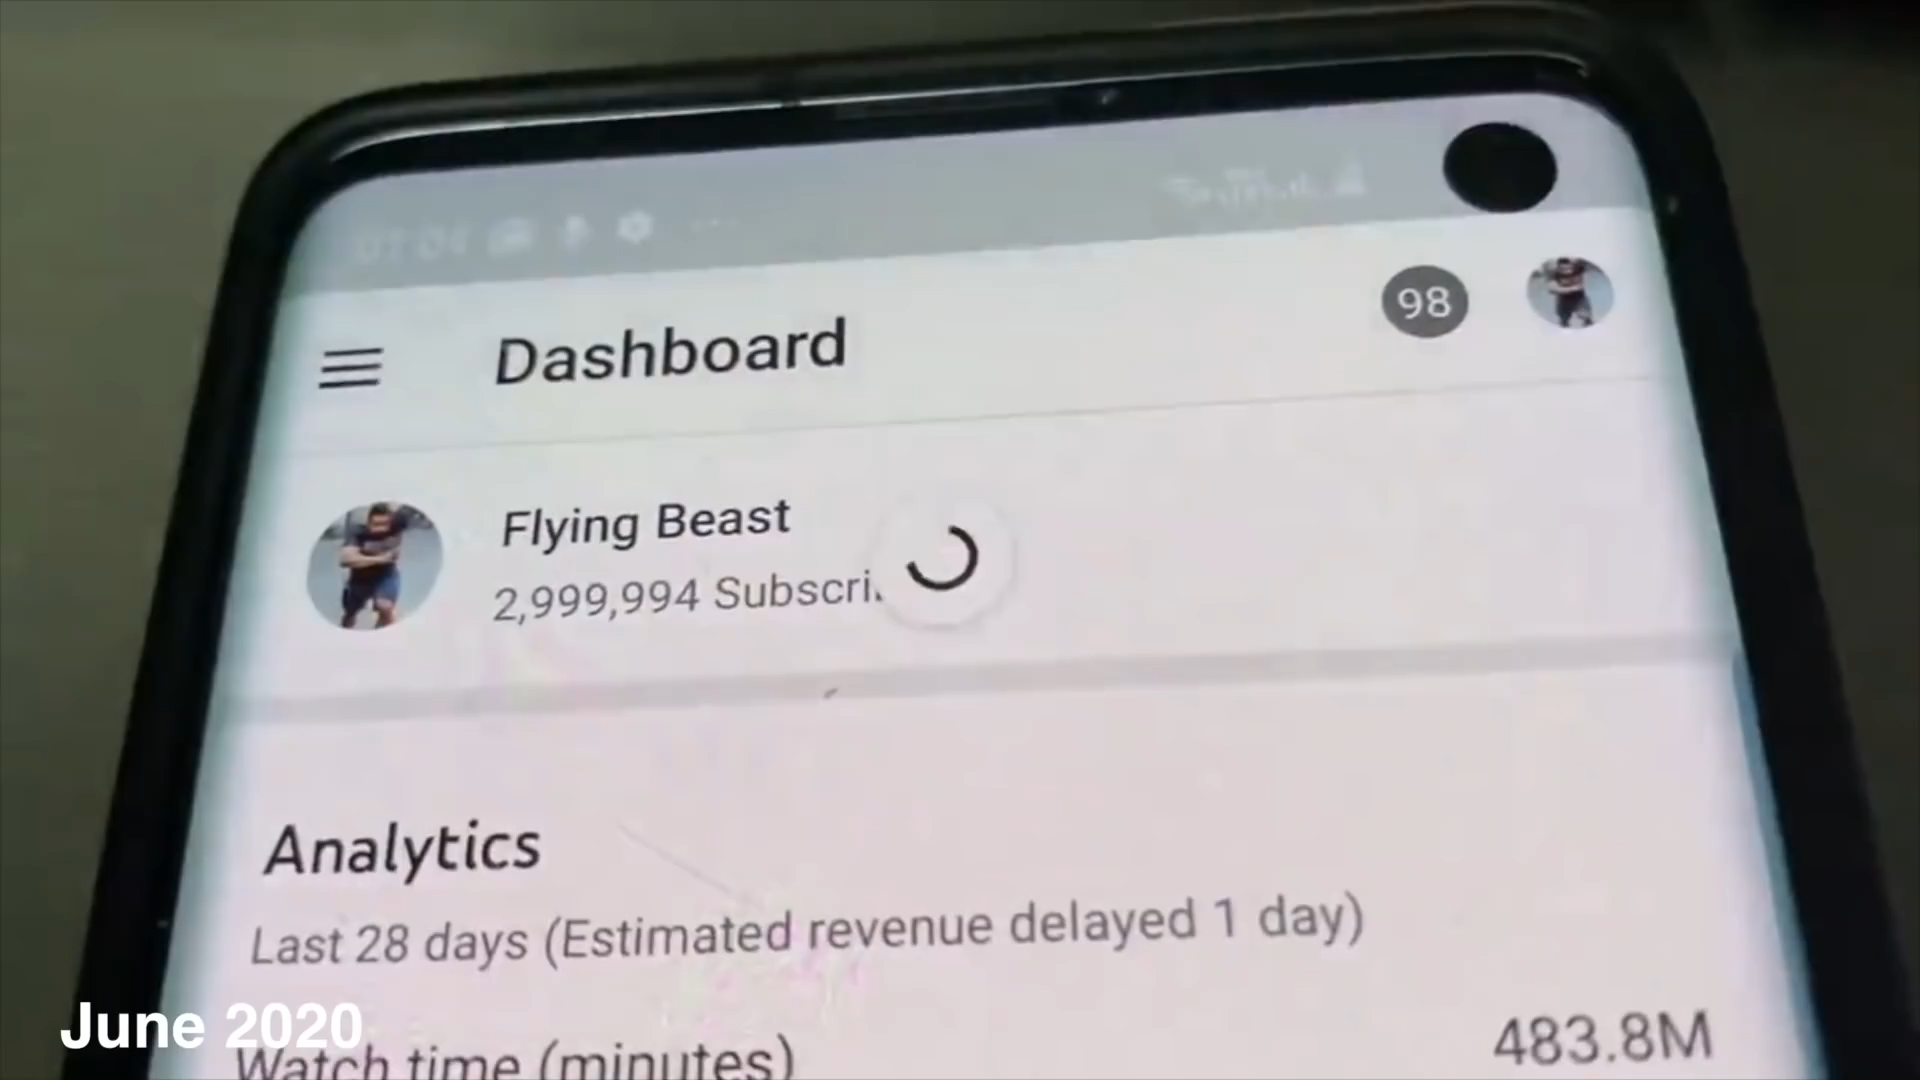 Dashboard
98
Flying Beast
2,999,994 Subscri
Analytics
Last 28 days (Estimated revenue delayed 1 day)
Watch time (minutes)
483.8M
June 2020